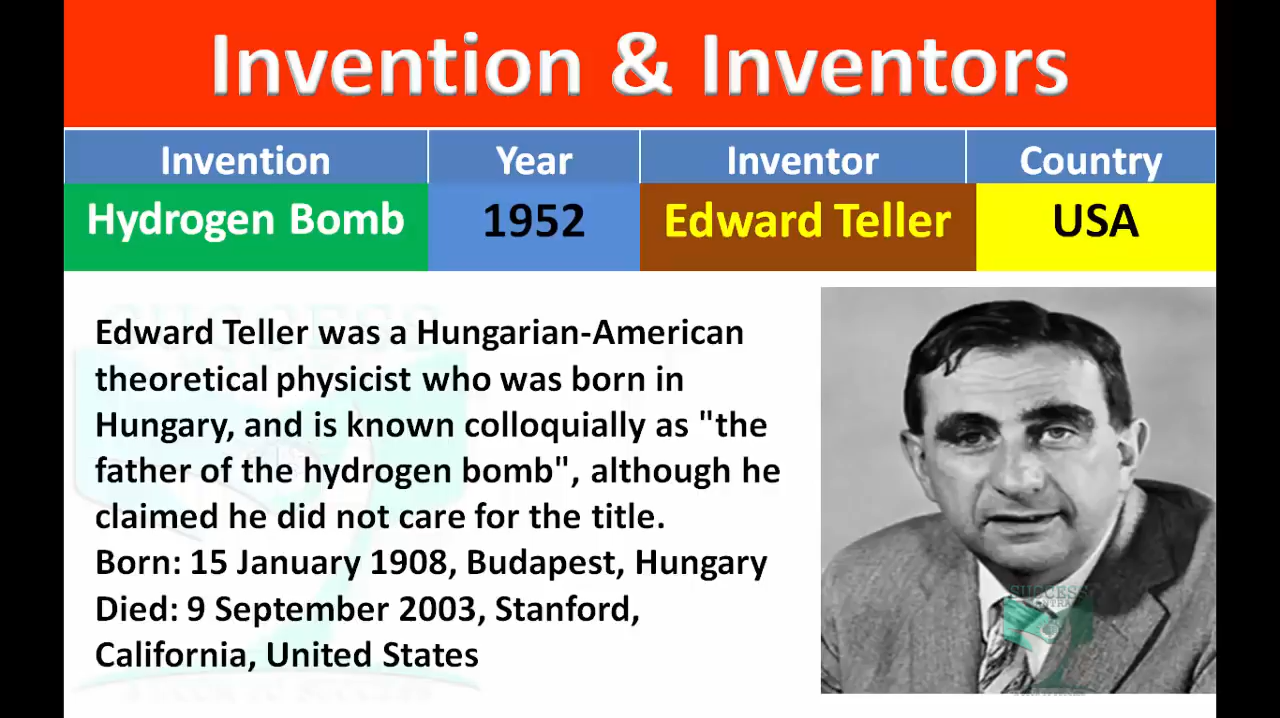 Invention & Inventors
Invention Year Inventor Country
Hydrogen Bomb 1952 Edward Teller USA
Edward Teller was a Hungarian-American
theoretical physicist who was born in
Hungary, and is known colloquially as "the
father of the hydrogen bomb", although he
claimed he did not care for the title.
Born: 15 January 1908, Budapest, Hungary
Died: 9 September 2003, Stanford,
California, United States
SUCCESS